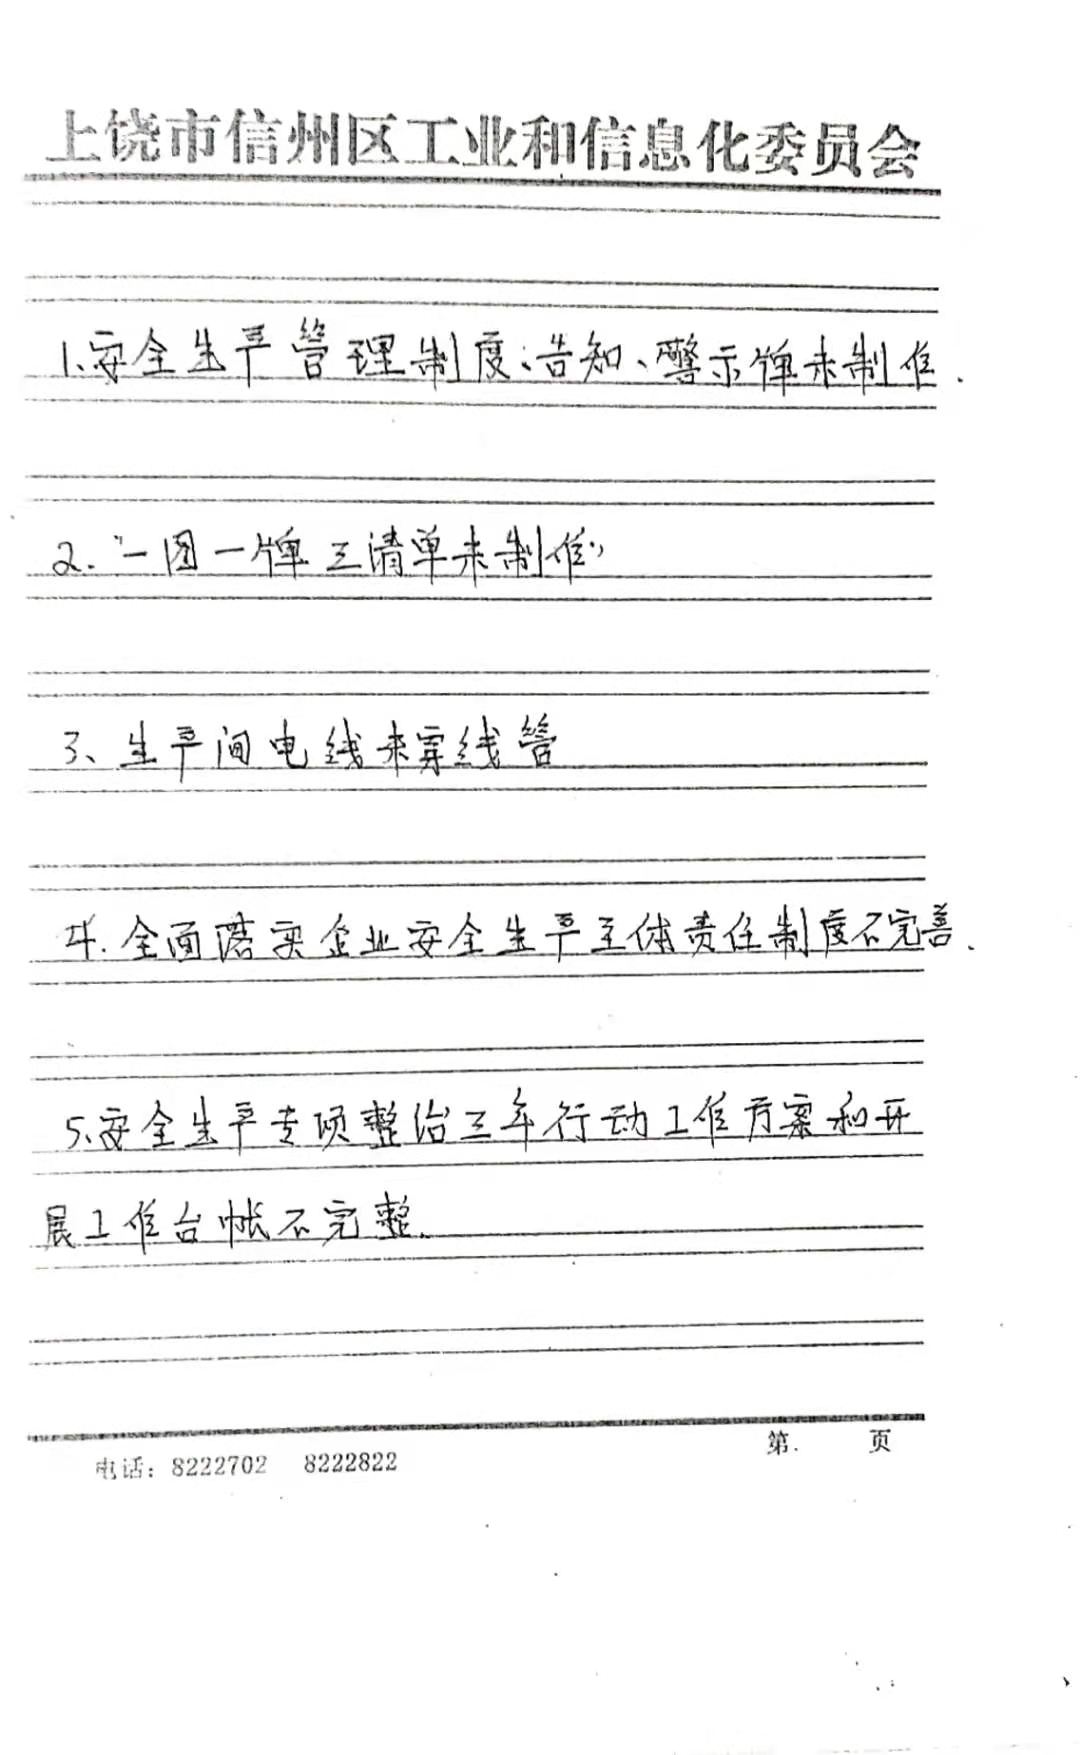 上饶市信州区工业和信息化委员会
1.安全生产管理制度:告知、警示牌未制作.
2.“一图一牌三清单未制作”
3、生产间电线未穿线管
4.全面落实企业安全生产主体责任制度不完善.
5.安全生产专项整治三年行动工作方案和开
展工作台帐不完整.
第. 页
电话: 8222702 8222822